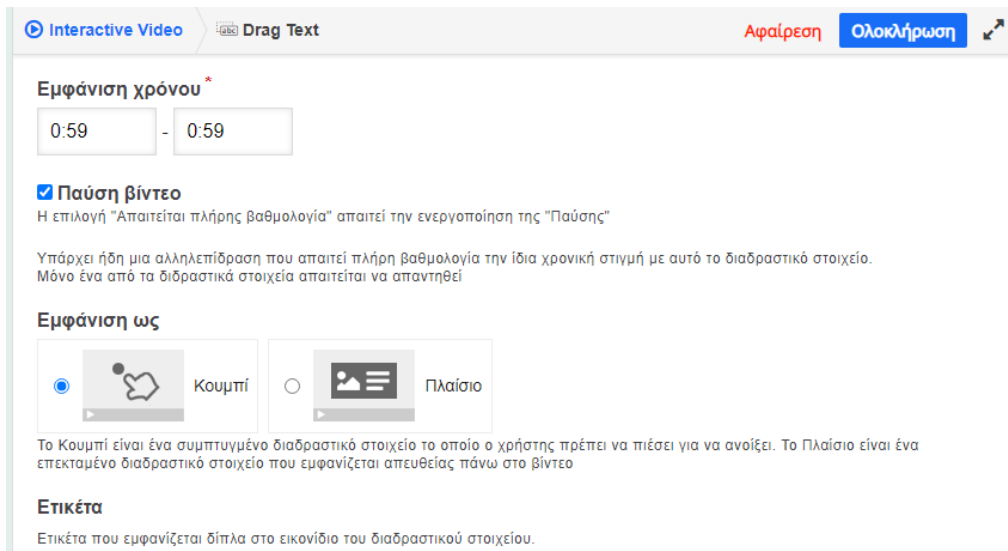 Interactive Video Drag Text Αφαίρεση Ολοκλήρωση
Εμφάνιση χρόνου *
0:59 - 0:59
Παύση βίντεο
Η επιλογή "Απαιτείται πλήρης βαθμολογία" απαιτεί την ενεργοποίηση της "Παύσης"
Υπάρχει ήδη μια αλληλεπίδραση που απαιτεί πλήρη βαθμολογία την ίδια χρονική στιγμή με αυτό το διαδραστικό στοιχείο.
Μόνο ένα από τα διδραστικά στοιχεία απαιτείται να απαντηθεί
Εμφάνιση ως
Κουμπί Πλαίσιο
Το Κουμπί είναι ένα συμπτυγμένο διαδραστικό στοιχείο το οποίο ο χρήστης πρέπει να πιέσει για να ανοίξει. Το Πλαίσιο είναι ένα
επεκταμένο διαδραστικό στοιχείο που εμφανίζεται απευθείας πάνω στο βίντεο
Ετικέτα
Ετικέτα που εμφανίζεται δίπλα στο εικονίδιο του διαδραστικού στοιχείου.